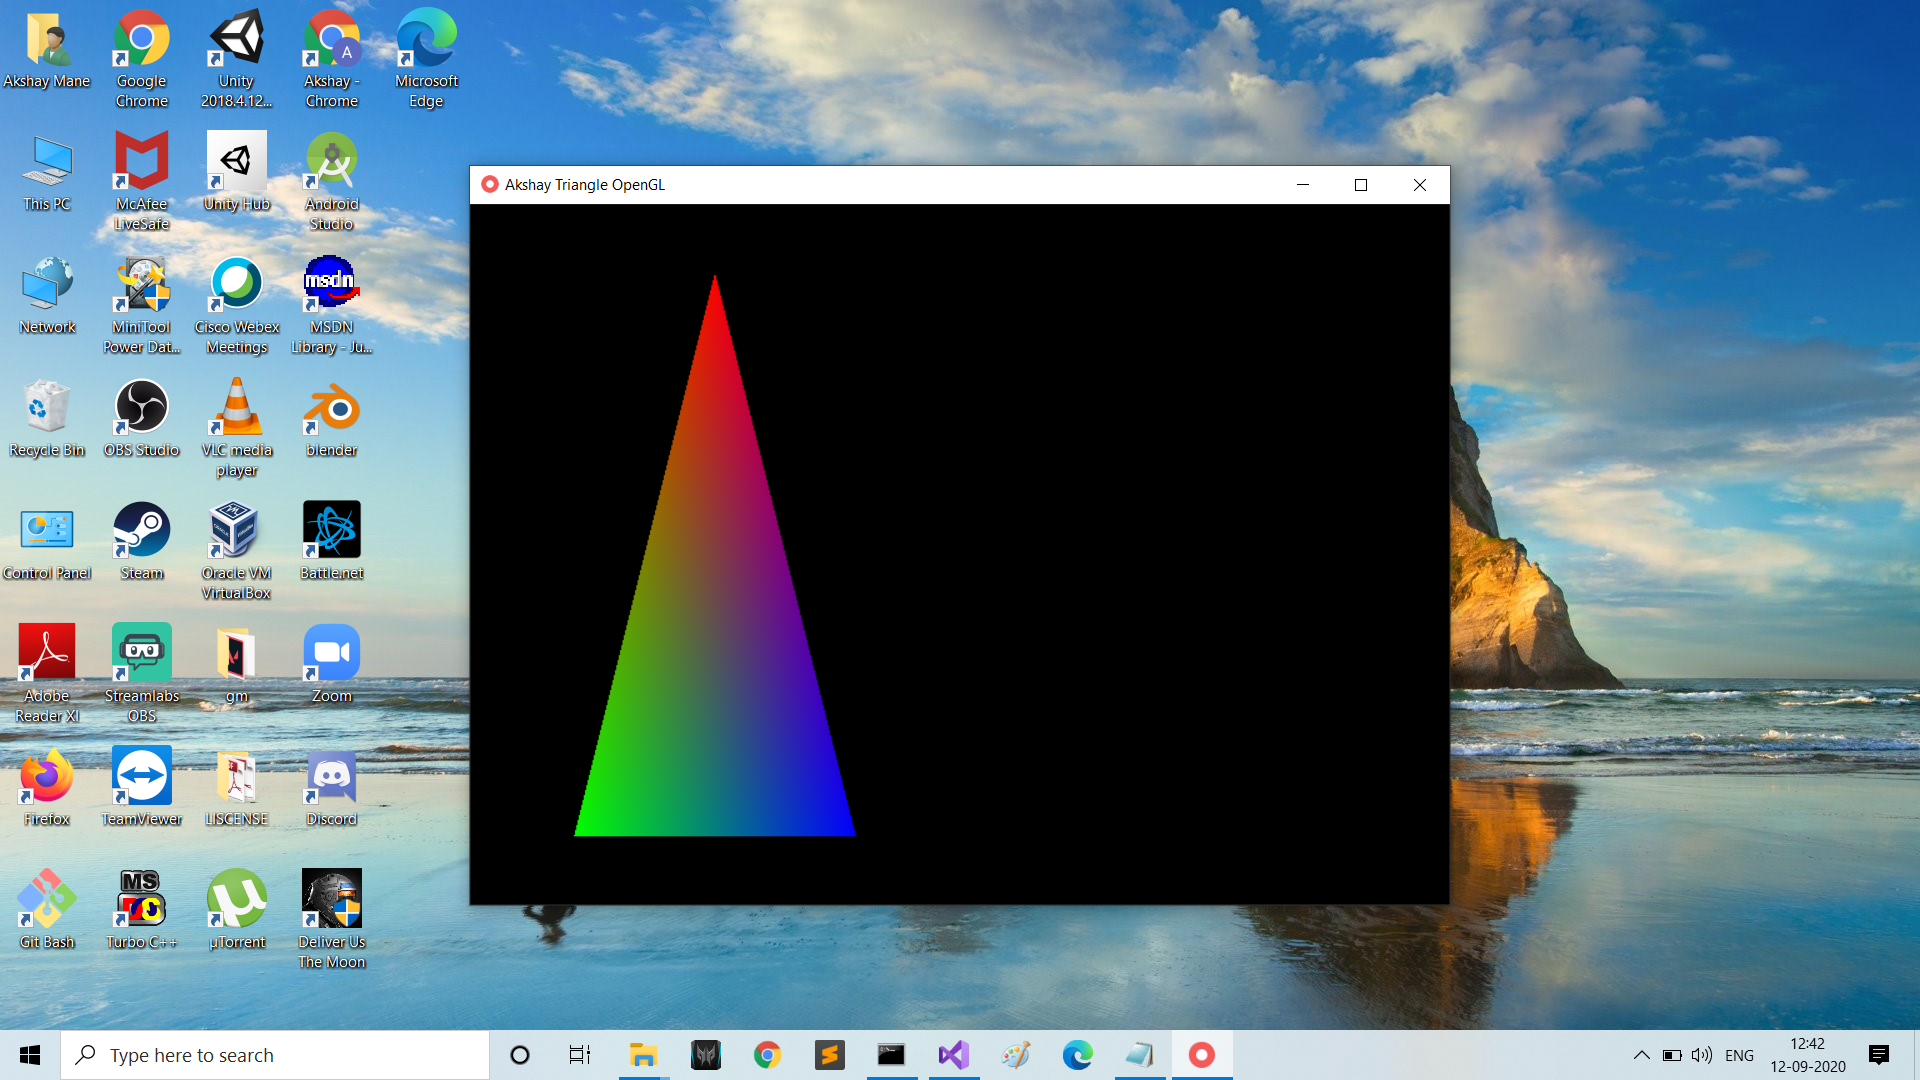 Akshay Mane
Google
Chrome
Unity
2018.4.12...
A
Akshay -
Chrome
Microsoft
Edge
This PC
McAfee
LiveSafe
Unity Hub
Android
Studio
Akshay Triangle OpenGL
Network
MiniTool
Power Dat...
Cisco Webex
Meetings
msdn
MSDN
Library - Ju...
Recycle Bin
OBS Studio
VLC media
player
blender
Control Panel
Steam
Oracle VM
VirtualBox
Battle.net
Adobe
Reader XI
Streamlabs
OBS
gm
Zoom
Firefox
TeamViewer
LISCENSE
Discord
MS
Git Bash
Turbo C++
µTorrent
Deliver Us
The Moon
Type here to search
ENG
12:42
12-09-2020